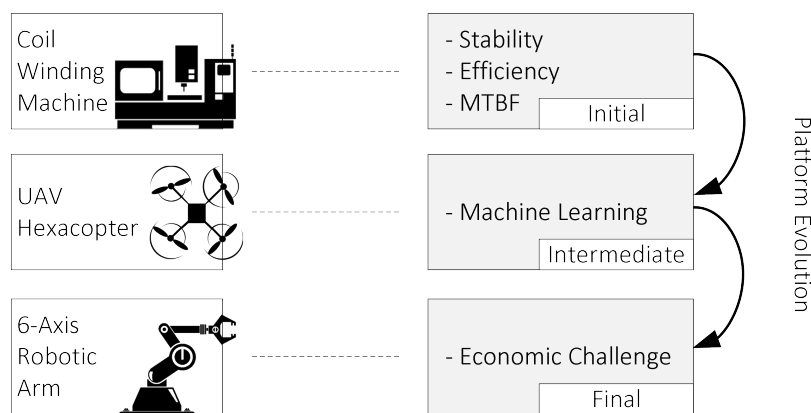 Coil
Winding
Machine
- Stability
- Efficiency
- MTBF
Initial
UAV
Hexacopter
- Machine Learning
Intermediate
6-Axis
Robotic
Arm
- Economic Challenge
Final
Platform Evolution